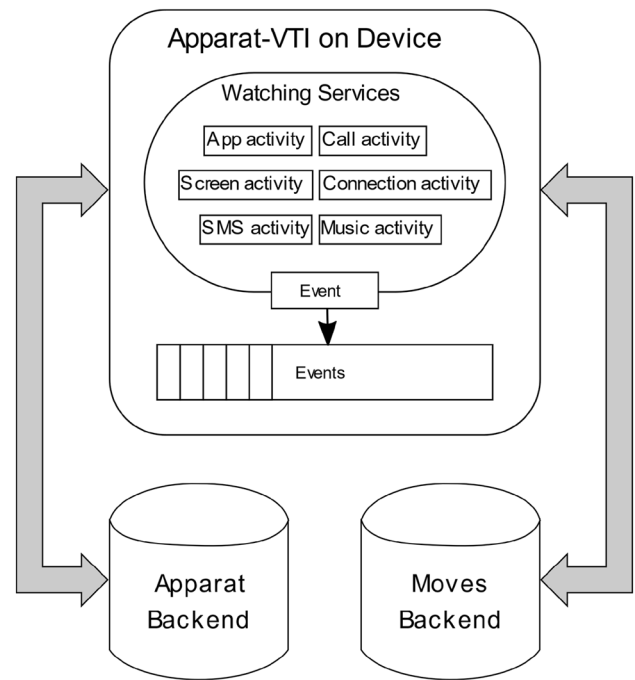 Apparat-VTI on Device
Watching Services
App activity Call activity
Screen activity Connection activity
SMS activity Music activity
Event
Events
Apparat Moves
Backend Backend